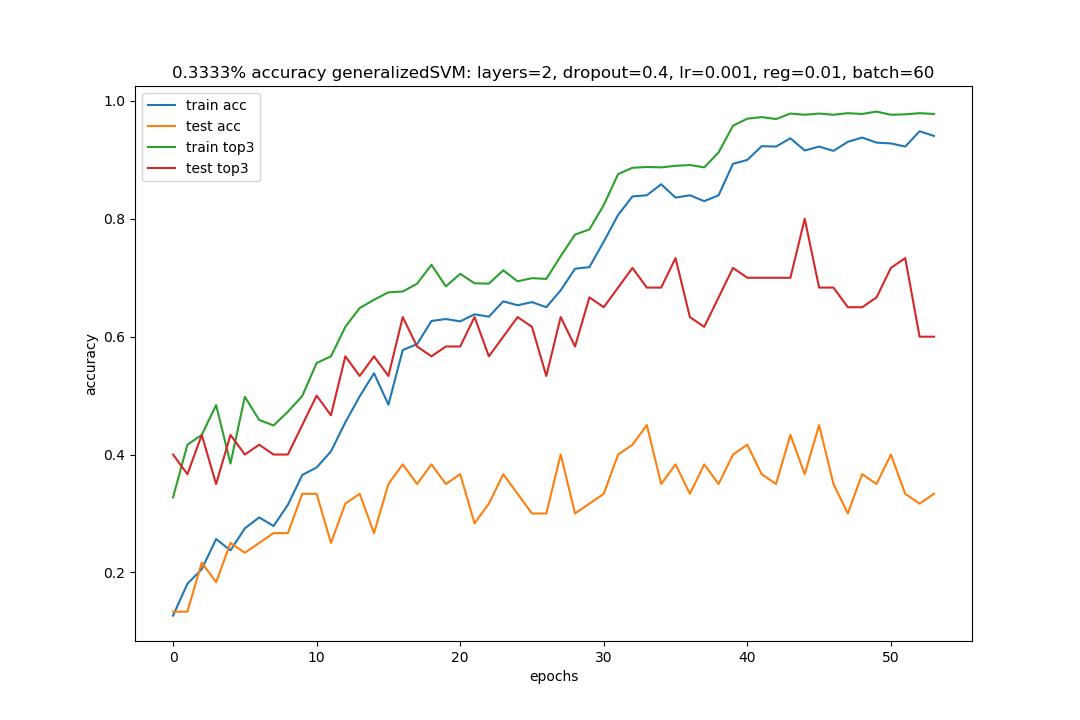 0.3333% accuracy generalizedSVM: layers=2, dropout=0.4, lr=0.001, reg=0.01, batch=60
train acc
test acc
train top3
test top3
1.0
0.8
0.6
0.4
0.2
accuracy
0 10 20 30 40 50
epochs